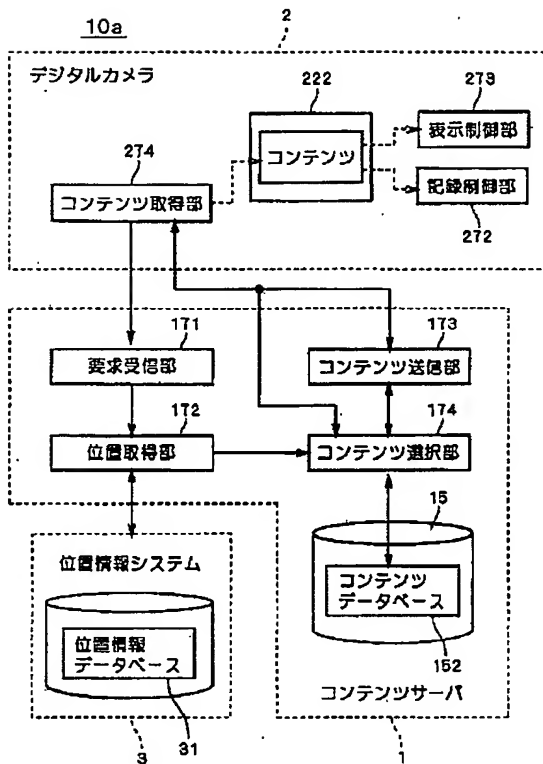 10a
2
デジタルカメラ
222
273
コンテンツ
表示制御部
274
コンテンツ取得部
記録制御部
272
171
173
要求受信部
コンテンツ送信部
172
174
位置取得部
コンテンツ選択部
15
位置情報システム
コンテンツ
データベース
位置情報
データベース
152
コンテンツサーバ
31
3
1